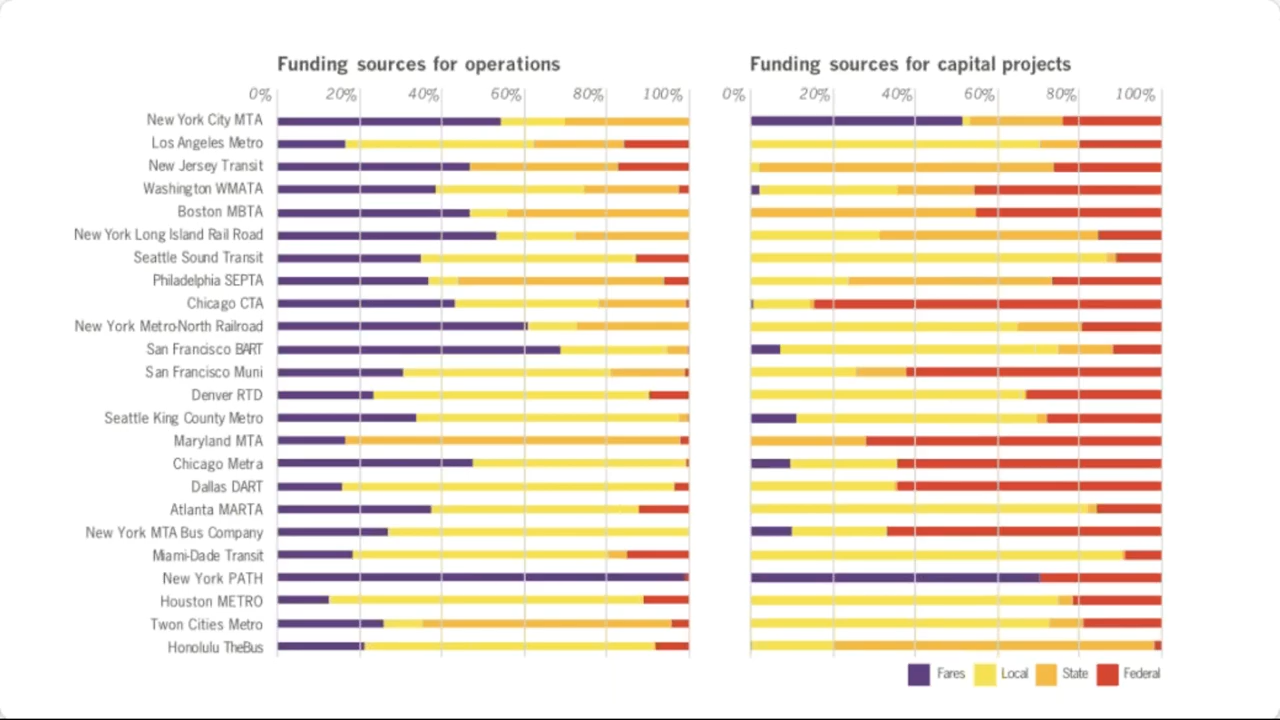 Funding sources for operations
Funding sources for capital projects
0% 20% 40% 60% 80% 100%
0% 20% 40% 60% 80% 100%
New York City MTA
Los Angeles Metro
New Jersey Transit
Washington WMATA
Boston MBTA
New York Long Island Rail Road
Seattle Sound Transit
Philadelphia SEPTA
Chicago CTA
New York Metro-North Railroad
San Francisco BART
San Francisco Muni
Denver RTD
Seattle King County Metro
Maryland MTA
Chicago Metra
Dallas DART
Atlanta MARTA
New York MTA Bus Company
Miami-Dade Transit
New York PATH
Houston METRO
Twon Cities Metro
Honolulu TheBus
Fares Local State Federal